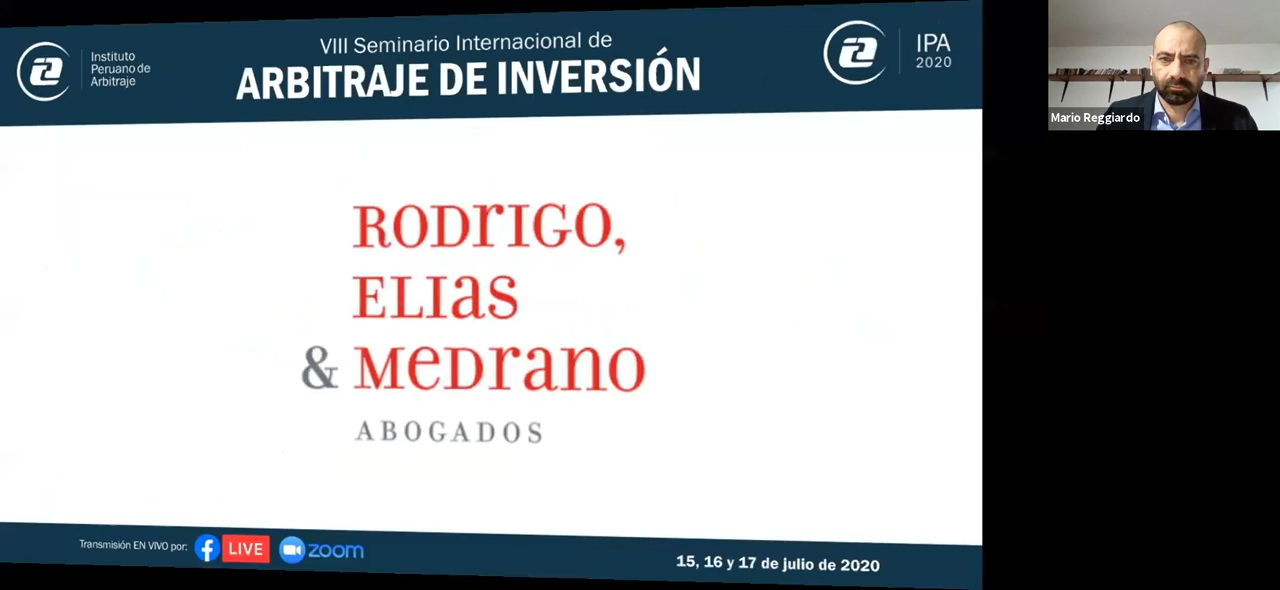 Instituto
Peruano de
Arbitraje
VIII Seminario Internacional de
ARBITRAJE DE INVERSIÓN
IPA
2020
Mario Reggiardo
RODRIGO,
ELIAS
& MEDRANO
ABOGADOS
Transmisión EN VIVO por:
LIVE
zoom
15, 16 y 17 de julio de 2020